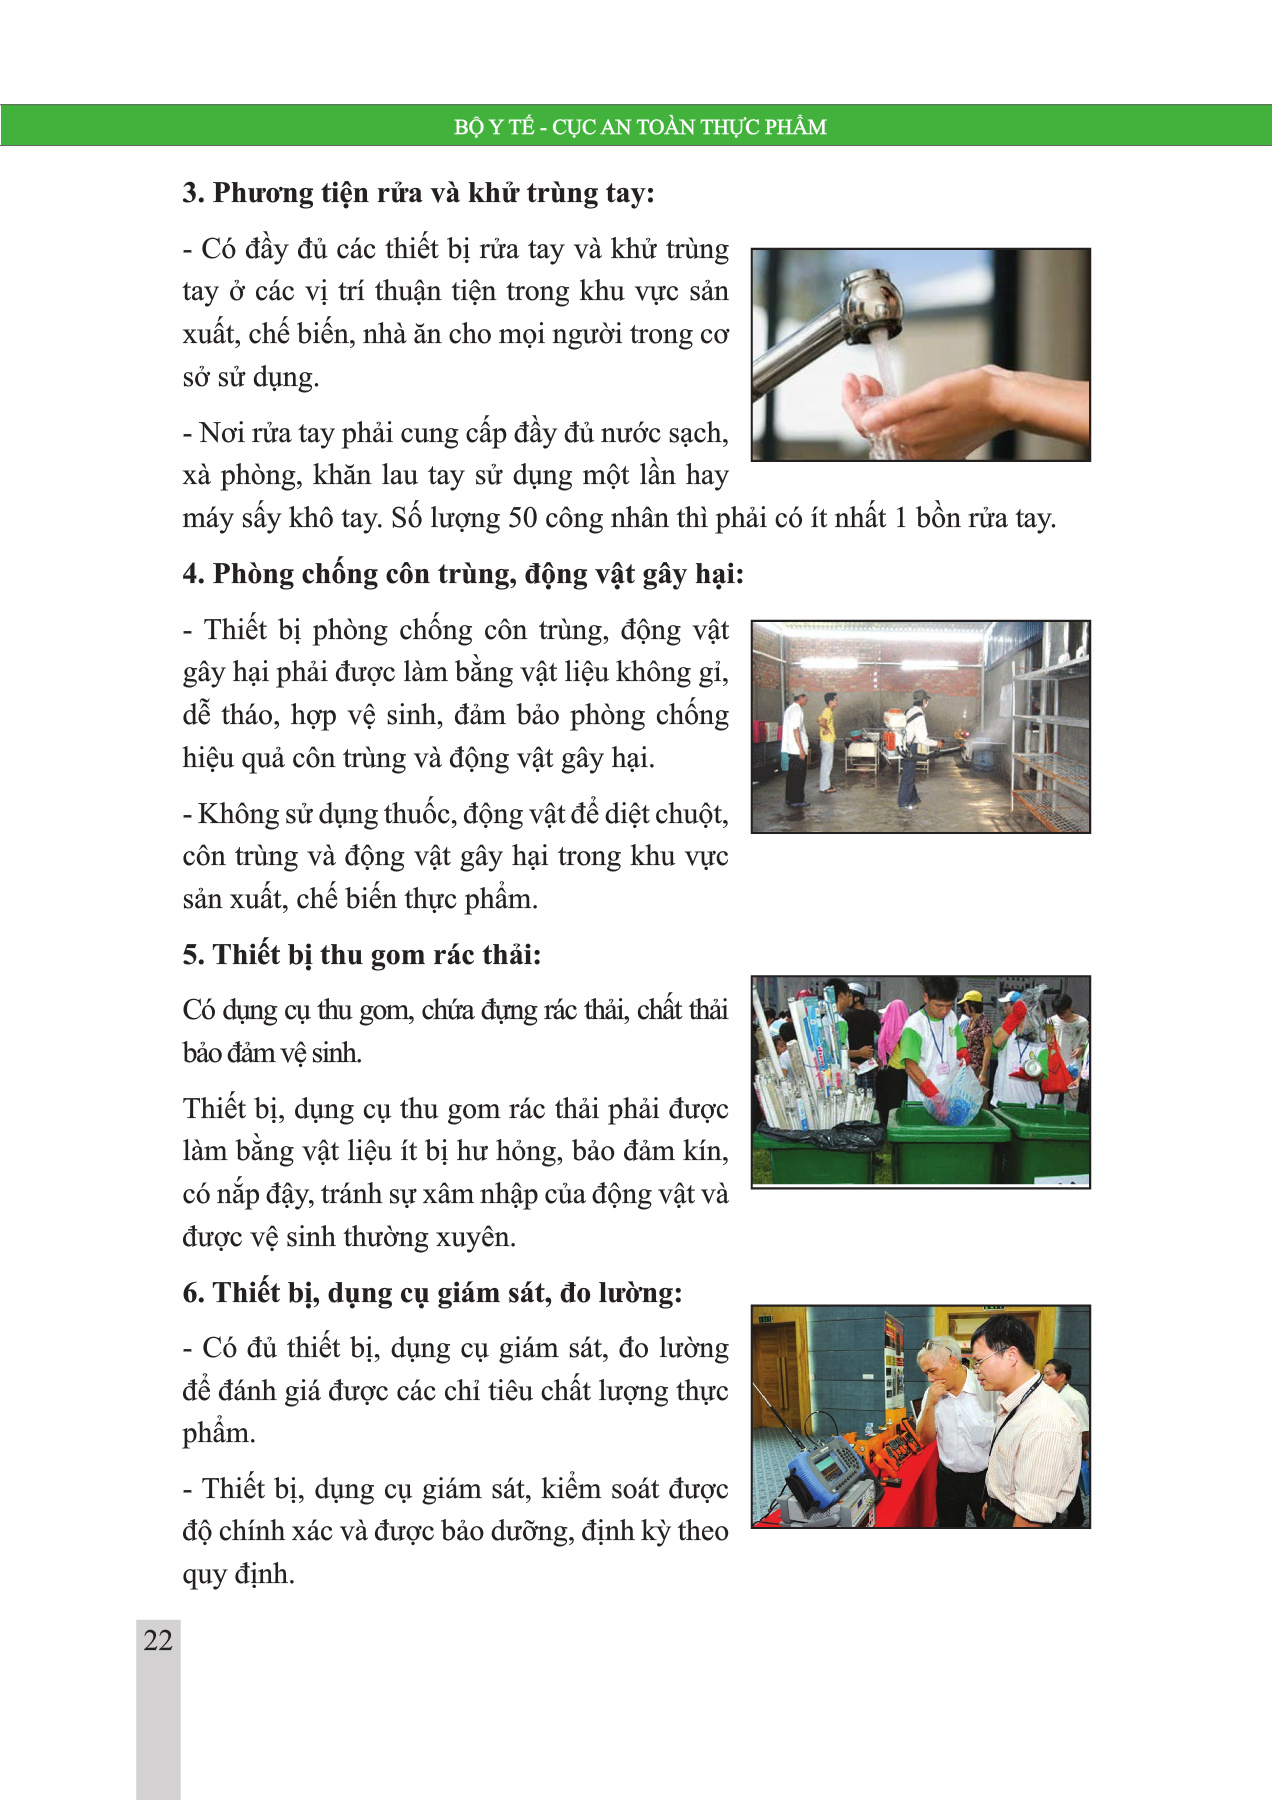 BỘ Y TẾ - CỤC AN TOÀN THỰC PHẨM
3. Phương tiện rửa và khử trùng tay:
- Có đầy đủ các thiết bị rửa tay và khử trùng
tay ở các vị trí thuận tiện trong khu vực sản
xuất, chế biến, nhà ăn cho mọi người trong cơ
sở sử dụng.
- Nơi rửa tay phải cung cấp đầy đủ nước sạch,
xà phòng, khăn lau tay sử dụng một lần hay
máy sấy khô tay. Số lượng 50 công nhân thì phải có ít nhất 1 bồn rửa tay.
4. Phòng chống côn trùng, động vật gây hại:
- Thiết bị phòng chống côn trùng, động vật
gây hại phải được làm bằng vật liệu không gỉ,
dễ tháo, hợp vệ sinh, đảm bảo phòng chống
hiệu quả côn trùng và động vật gây hại.
- Không sử dụng thuốc, động vật để diệt chuột,
côn trùng và động vật gây hại trong khu vực
sản xuất, chế biến thực phẩm.
5. Thiết bị thu gom rác thải:
Có dụng cụ thu gom, chứa đựng rác thải, chất thải
bảo đảm vệ sinh.
Thiết bị, dụng cụ thu gom rác thải phải được
làm bằng vật liệu ít bị hư hỏng, bảo đảm kín,
có nắp đậy, tránh sự xâm nhập của động vật và
được vệ sinh thường xuyên.
6. Thiết bị, dụng cụ giám sát, đo lường:
- Có đủ thiết bị, dụng cụ giám sát, đo lường
để đánh giá được các chỉ tiêu chất lượng thực
phẩm.
- Thiết bị, dụng cụ giám sát, kiểm soát được
độ chính xác và được bảo dưỡng, định kỳ theo
quy định.
22